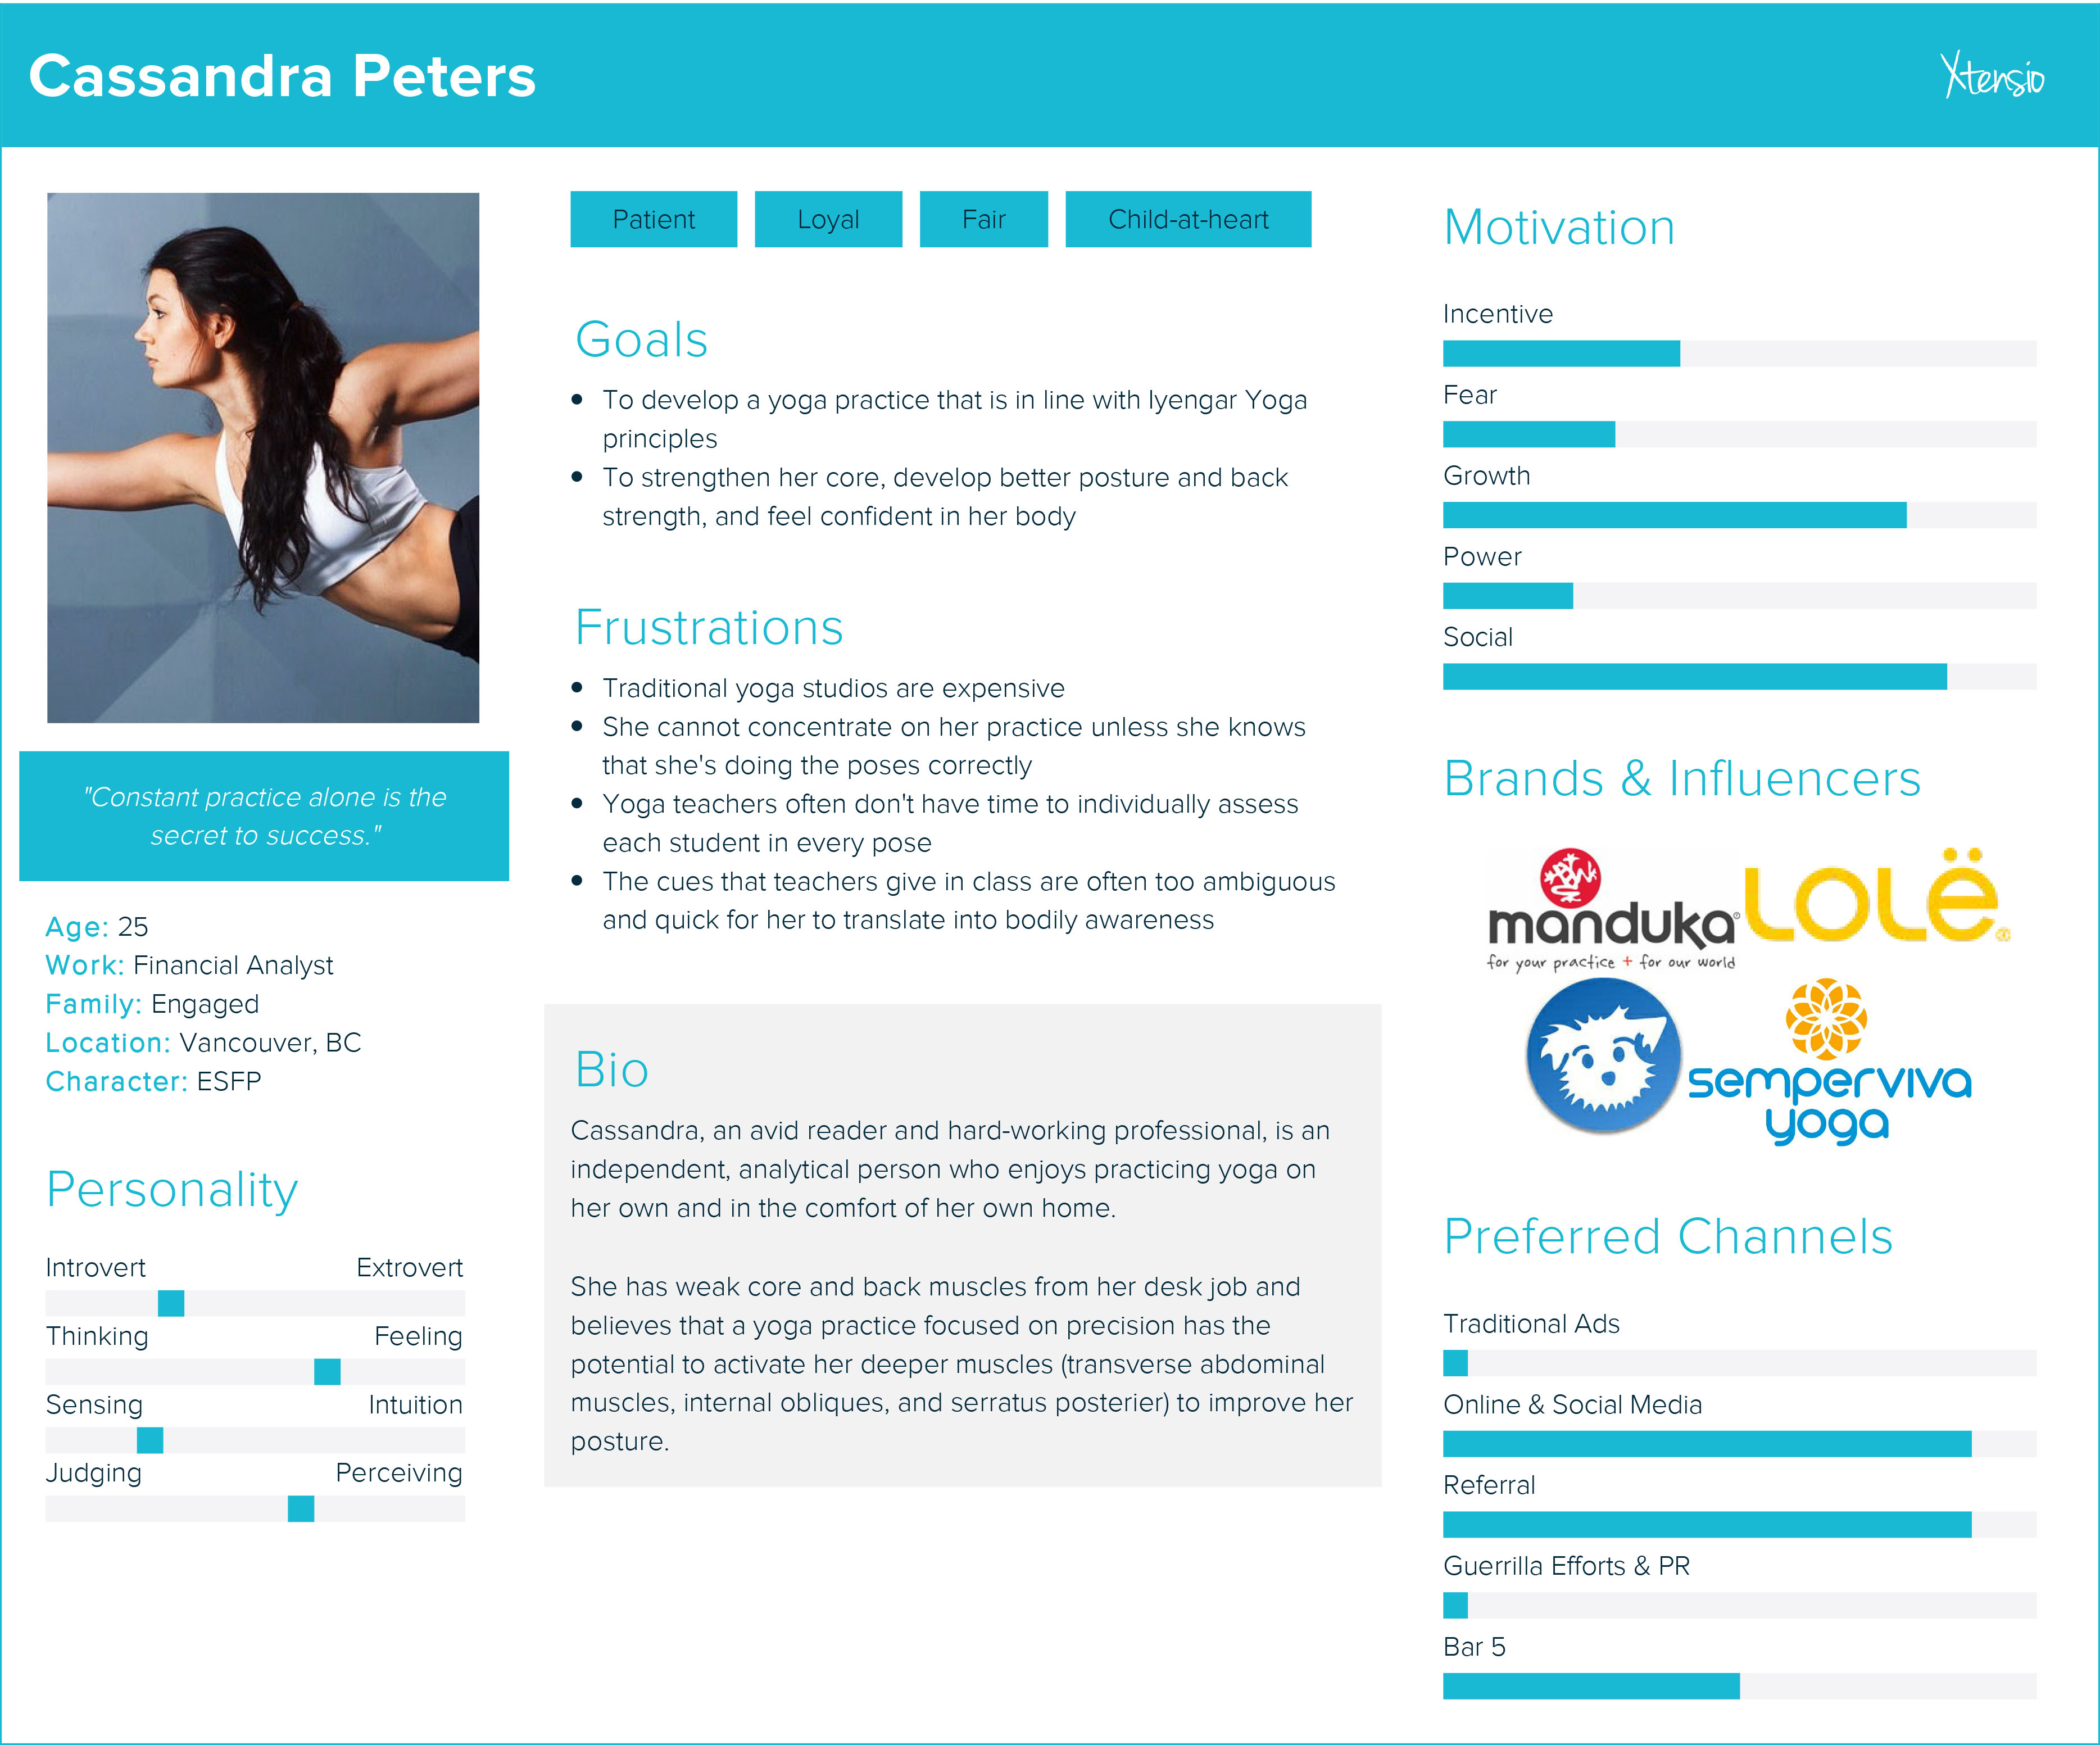 Cassandra Peters
Xtensio
"Constant practice alone is the
secret to success."
Age: 25
Work: Financial Analyst
Family: Engaged
Location: Vancouver, BC
Character: ESFP
Personality
Introvert Extrovert
Thinking Feeling
Sensing Intuition
Judging Perceiving
Patient Loyal Fair Child-at-heart
Goals
To develop a yoga practice that is in line with Iyengar Yoga
principles
To strengthen her core, develop better posture and back
strength, and feel confident in her body
Frustrations
Traditional yoga studios are expensive
She cannot concentrate on her practice unless she knows
that she's doing the poses correctly
Yoga teachers often don't have time to individually assess
each student in every pose
The cues that teachers give in class are often too ambiguous
and quick for her to translate into bodily awareness
Bio
Cassandra, an avid reader and hard-working professional, is an
independent, analytical person who enjoys practicing yoga on
her own and in the comfort of her own home.
She has weak core and back muscles from her desk job and
believes that a yoga practice focused on precision has the
potential to activate her deeper muscles (transverse abdominal
muscles, internal obliques, and serratus posterier) to improve her
posture.
Motivation
Incentive
Fear
Growth
Power
Social
Brands & Influencers
manduka®
for your practice + for our world
LOLË
semperviva
yoga
Preferred Channels
Traditional Ads
Online & Social Media
Referral
Guerrilla Efforts & PR
Bar 5